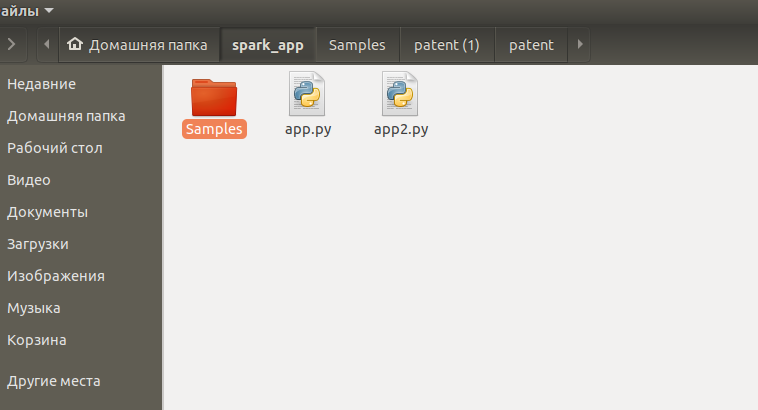 айлы
Домашняя папка spark_app Samples patent (1) patent
Недавние
Домашняя папка
Рабочий стол
Видео
Документы
Загрузки
Изображения
Музыка
Корзина
Другие места
Samples app.py app2.py